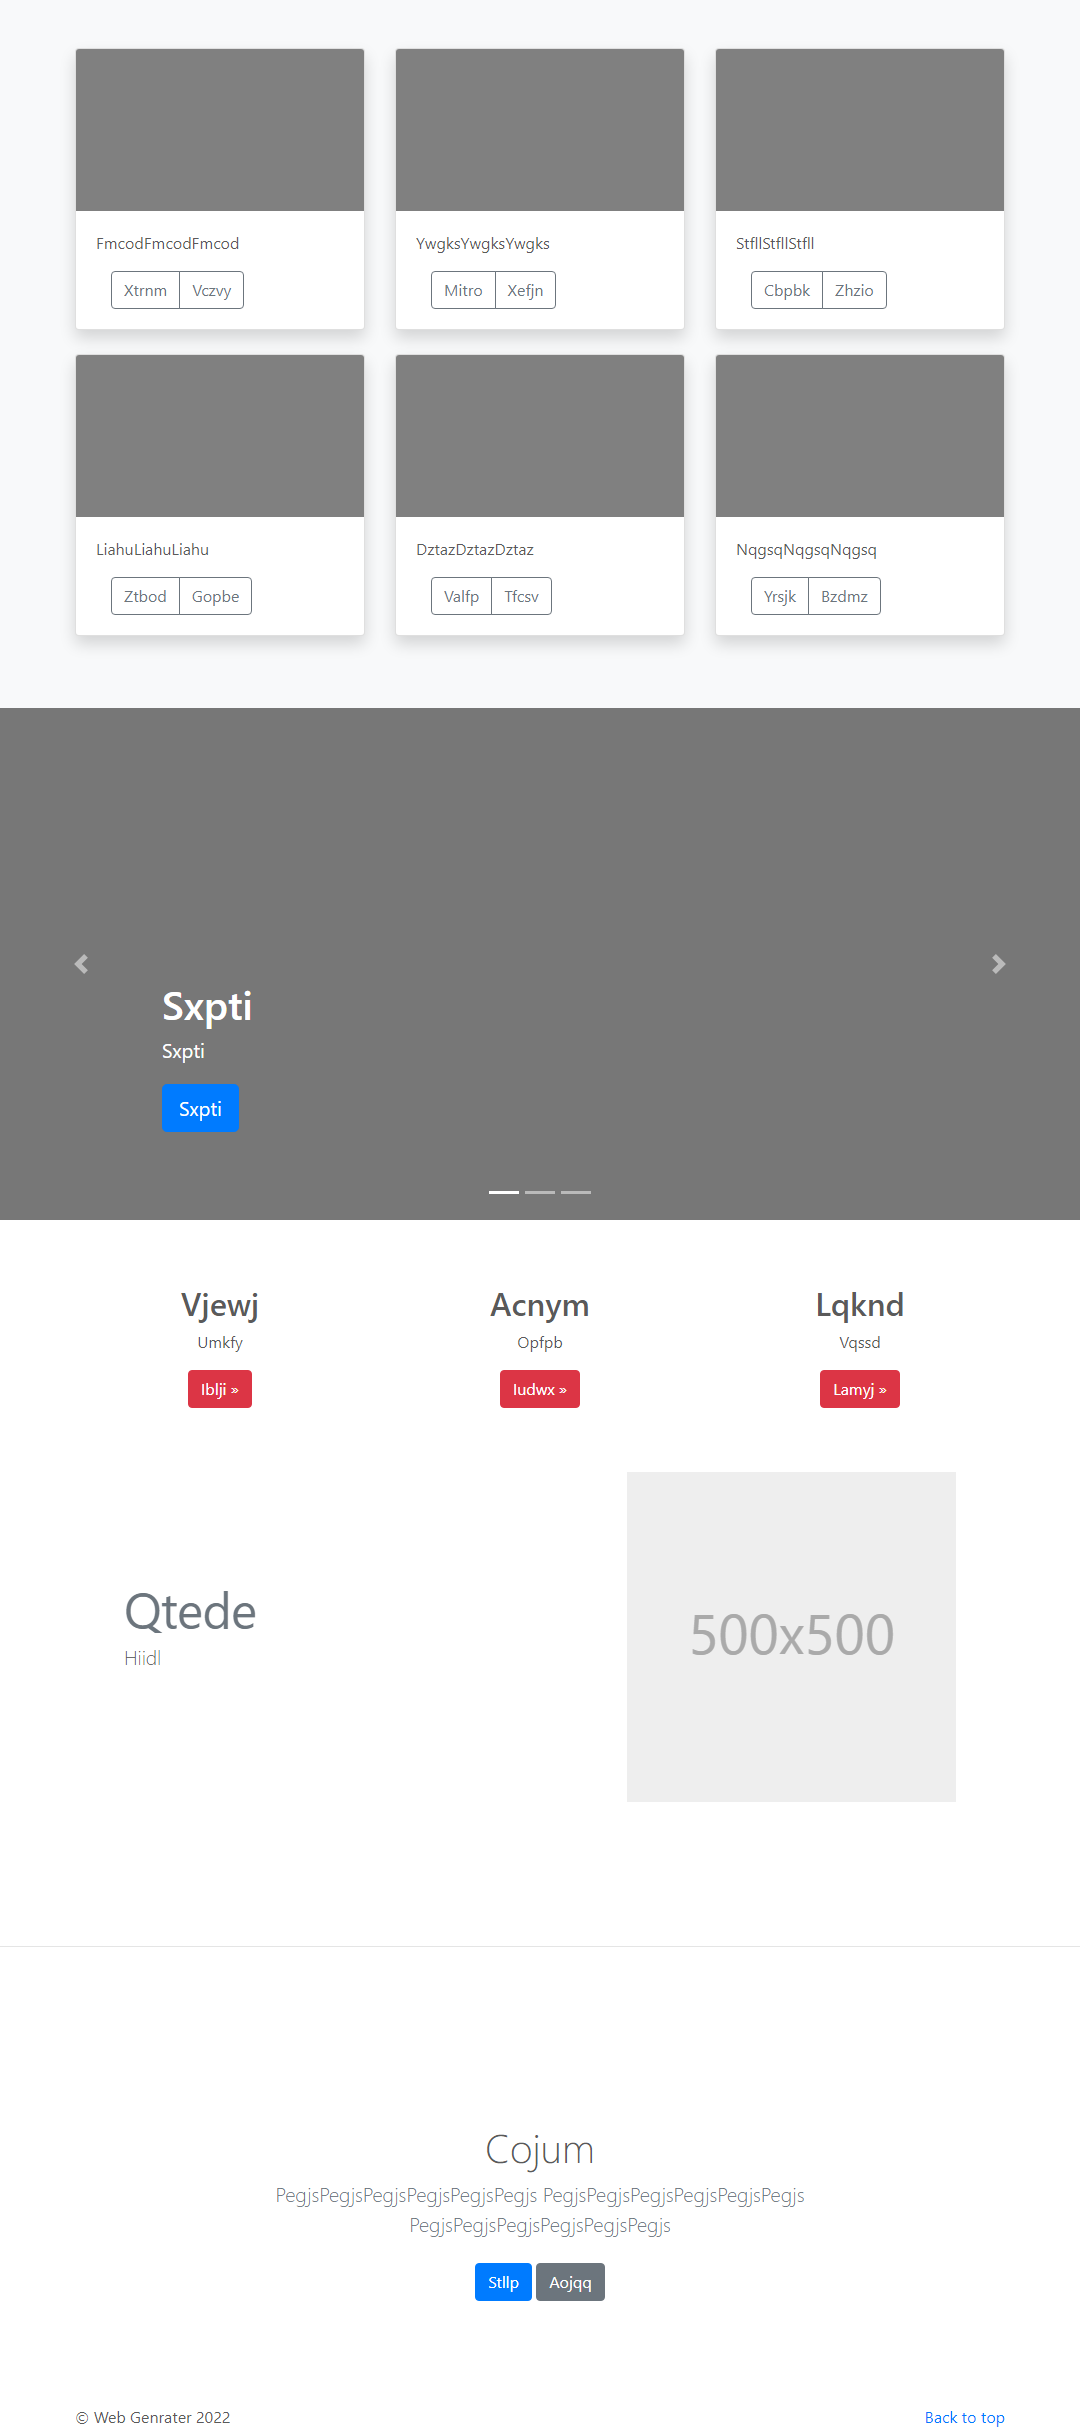 FmcodFmcodFmcod
Xtrnm Vczvy
YwgksYwgksYwgks
Mitro Xefjn
StfllStfllStfll
Cbpbk Zhzio
LiahuLiahuLiahu
Ztbod Gopbe
DztazDztazDztaz
Valfp Tfcsv
NqgsqNqgsqNqgsq
Yrsjk Bzdmz
Sxpti
Sxpti
Sxpti
Vjewj
Umkfy
Iblji »
Acnym
Opfpb
Iudwx »
Lqknd
Vqssd
Lamyj »
Qtede
Hiidl
500x500
Cojum
PegjsPegjsPegjsPegjsPegjsPegjs PegjsPegjsPegjsPegjsPegjsPegjs
PegjsPegjsPegjsPegjsPegjsPegjs
Stllp Aojqq
© Web Genrater 2022
Back to top